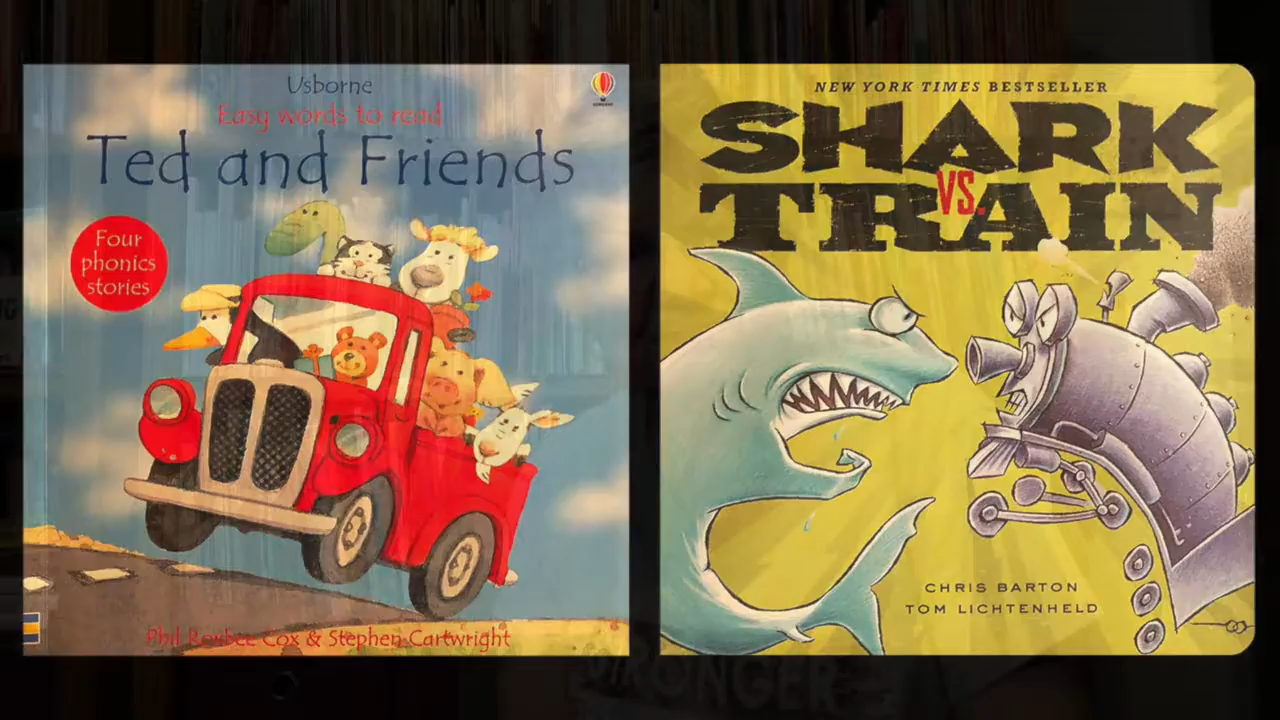 Usborne
Easy words to read
Ted and Friends
Four
phonics
stories
Phil Roxbee Cox & Stephen Cartwright
NEW YORK TIMES BESTSELLER
SHARK
VS.
TRAIN
CHRIS BARTON
TOM LICHTENHELD
STRONGER